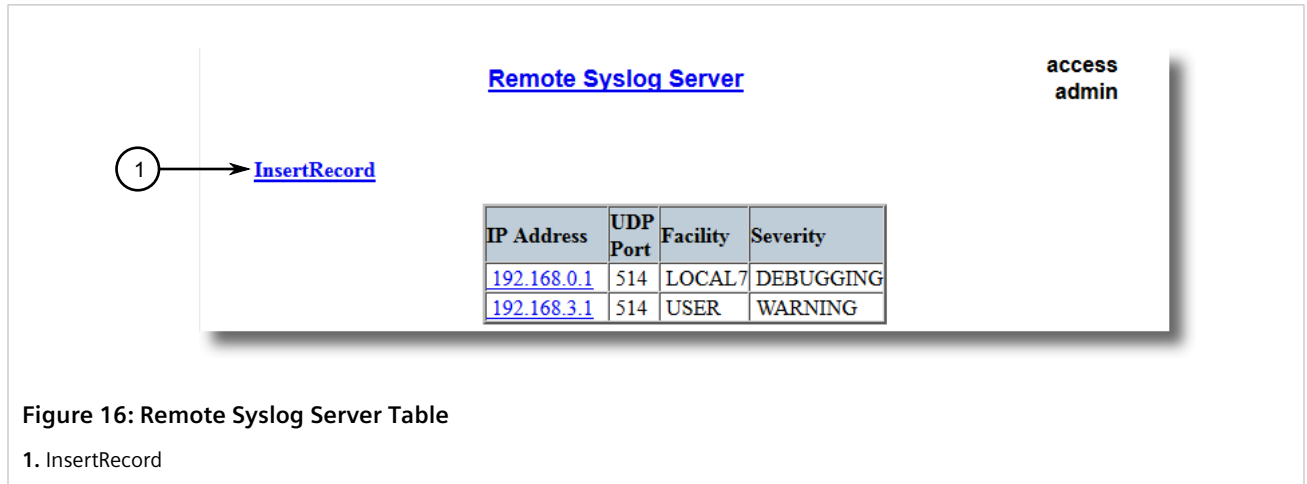 Remote Syslog Server
access
admin
1
InsertRecord
IP Address UDP Port Facility Severity
192.168.0.1 514 LOCAL7 DEBUGGING
192.168.3.1 514 USER WARNING
Figure 16: Remote Syslog Server Table
1. InsertRecord